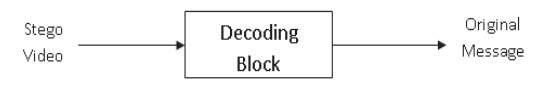 Stego
Video
Decoding
Block
Original
Message